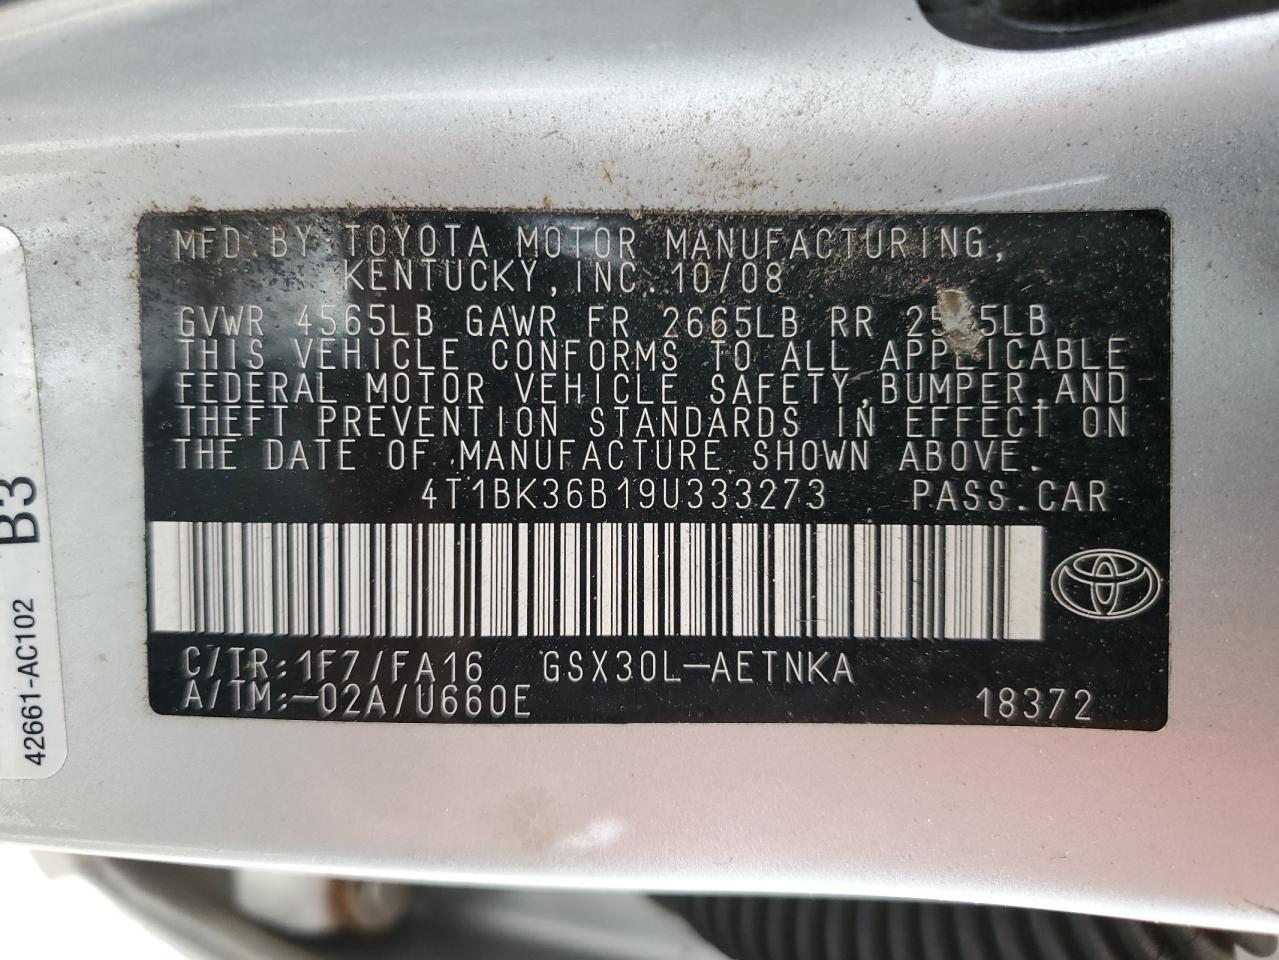 MFD BY TOYOTA MOTOR MANUFACTURING,
KENTUCKY, INC. 10/08
GVWR 4565LB GAWR FR 2665LB RR
THIS VEHICLE CONFORMS TO ALL APPLICABLE
FEDERAL MOTOR VEHICLE SAFETY,BUMPER,AND
THEFT PREVENTION STANDARDS IN EFFECT ON
THE DATE OF MANUFACTURE SHOWN ABOVE.
4T1BK36B19U333273 PASS.CAR
C/TR:1F7/FA16 GSX30L-AETNKA
A/TM:-02A/U660E 18372
B3
42661-AC102